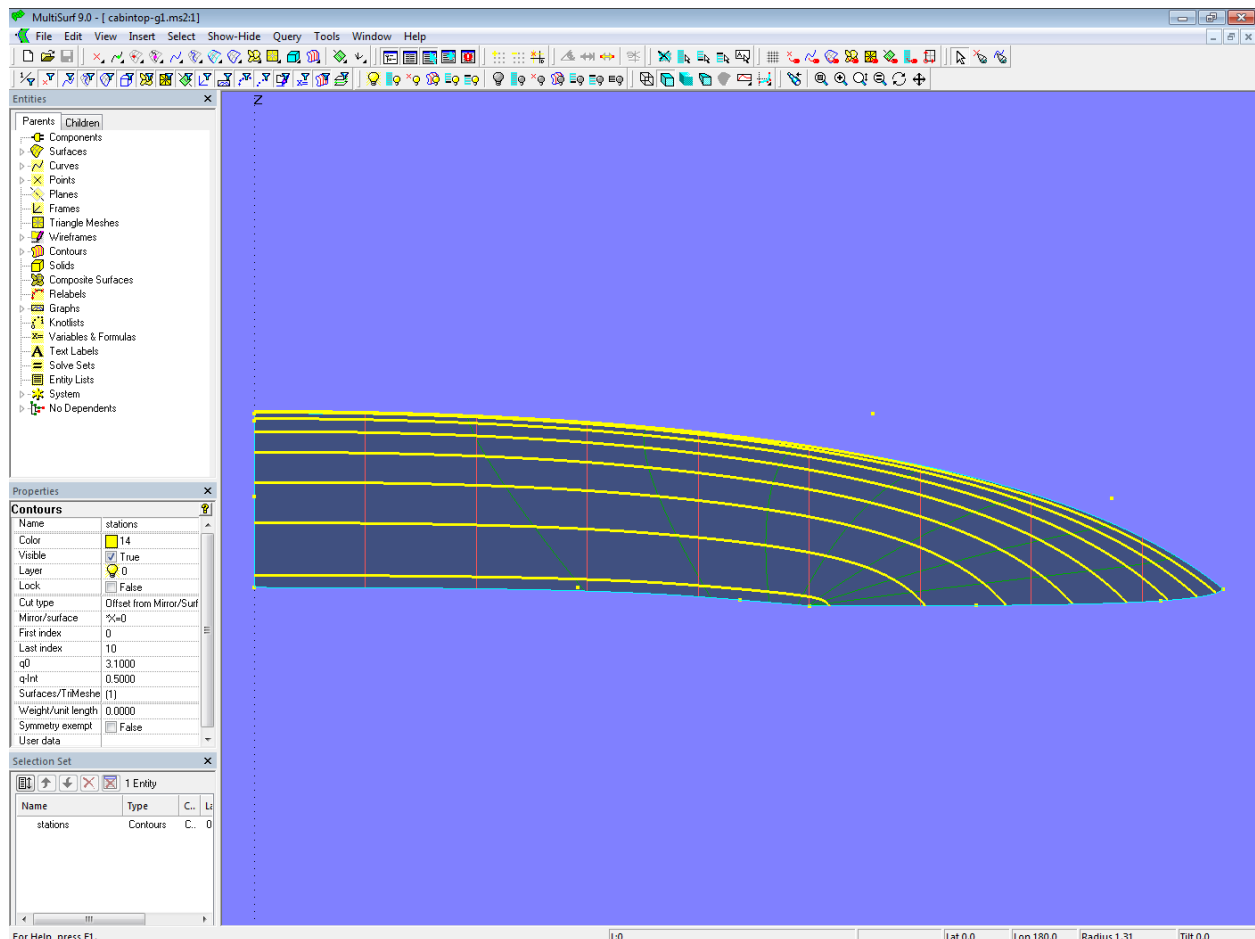 MultiSurf 9.0 - [ cabintop-g1.ms2:1]
File Edit View Insert Select Show-Hide Query Tools Window Help
Entities
Parents Children
Components
Surfaces
Curves
Points
Planes
Frames
Triangle Meshes
Wireframes
Contours
Solids
Composite Surfaces
Relabels
Graphs
Knotlists
Variables & Formulas
Text Labels
Solve Sets
Entity Lists
System
No Dependents
Z
Properties
Contours
Name stations
Color 14
Visible True
Layer 0
Lock False
Cut type Offset from Mirror/Surf
Mirror/surface *X=0
First index 0
Last index 10
q0 3.1000
q-Int 0.5000
Surfaces/TriMeshe (1)
Weight/unit length 0.0000
Symmetry exempt False
User data
Selection Set
1 Entity
Name Type C.. La
stations Contours C... 0
For Help, press F1. L:0 Lat 0.0 Lon 180.0 Radius 1.31 Tilt 0.0